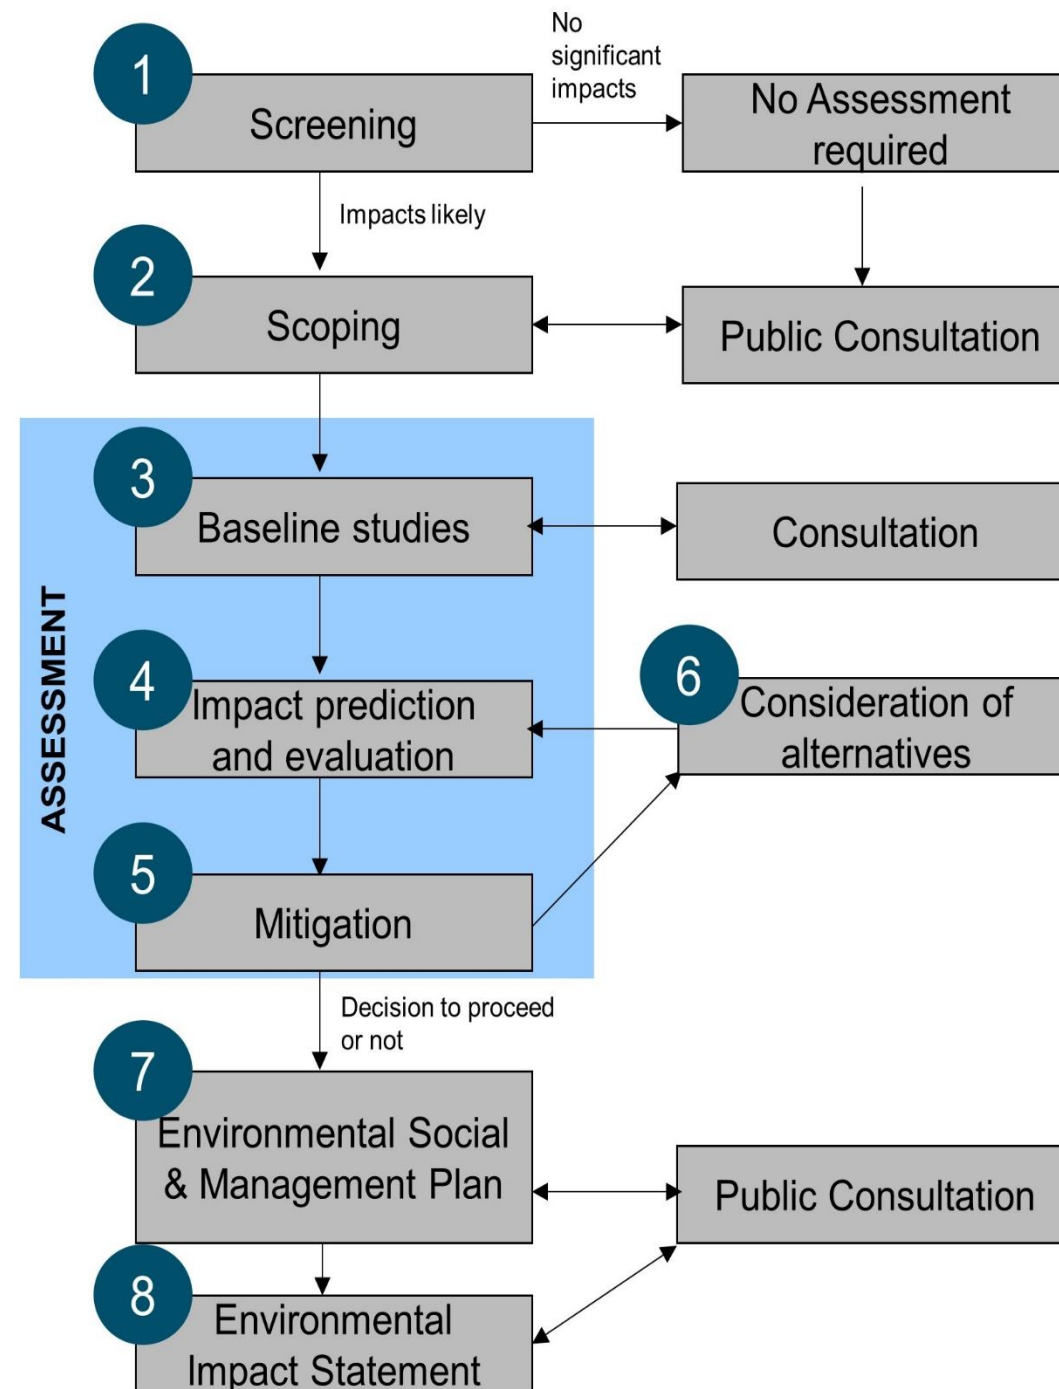 1
Screening
No
significant
impacts
No Assessment
required
Impacts likely
2
Scoping
Public Consultation
ASSESSMENT
3
Baseline studies
Consultation
4
Impact prediction
and evaluation
6
Consideration of
alternatives
5
Mitigation
Decision to proceed
or not
7
Environmental Social
& Management Plan
Public Consultation
8
Environmental
Impact Statement